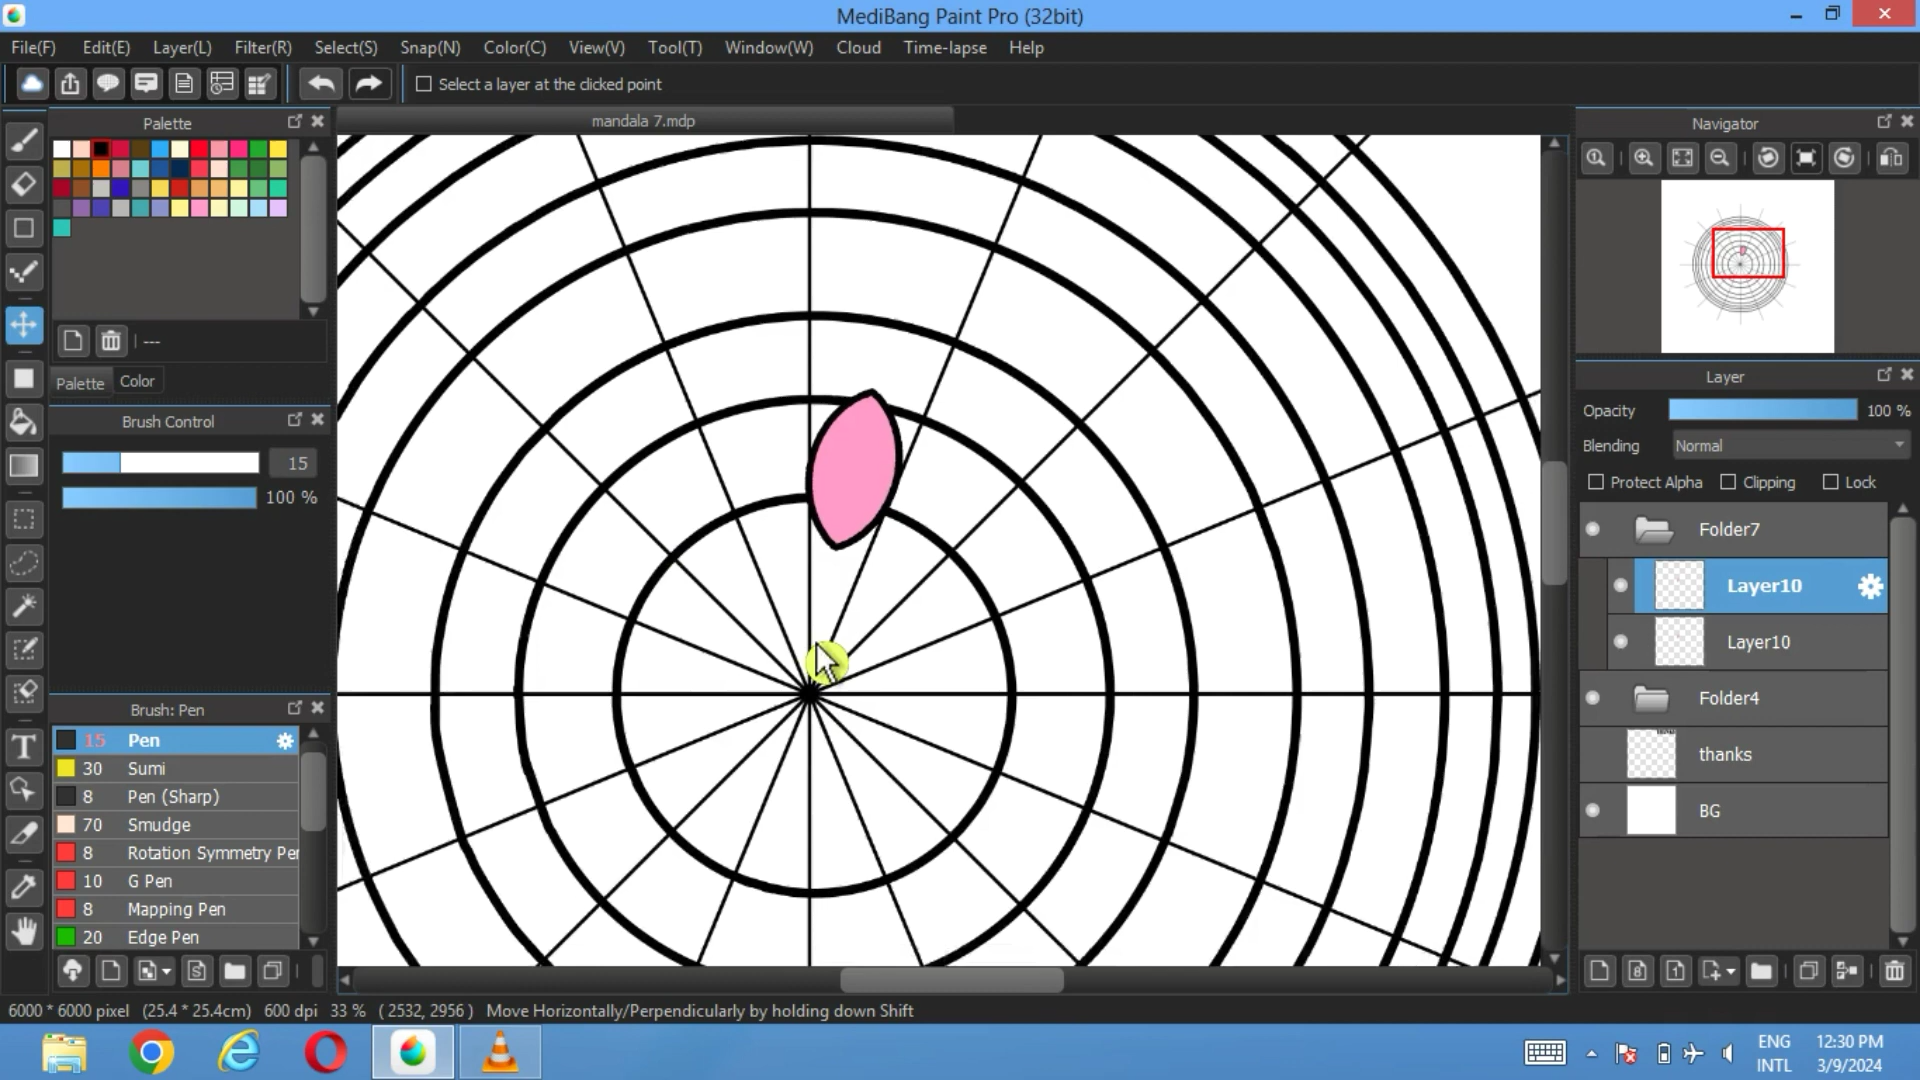 MediBang Paint Pro (32bit)
File(F) Edit(E) Layer(L) Filter(R) Select(S) Snap(N) Color(C) View(V) Tool(T) Window(W) Cloud Time-lapse Help
Select a layer at the clicked point
Palette
mandala 7.mdp
Navigator
---
Palette Color
Layer
Opacity 100 %
Brush Control
Blending Normal
15
Protect Alpha Clipping Lock
100 %
Folder7
Layer10
Layer10
Folder4
Brush: Pen
15 Pen
thanks
30 Sumi
8 Pen (Sharp)
BG
70 Smudge
8 Rotation Symmetry Per
10 G Pen
8 Mapping Pen
20 Edge Pen
6000 * 6000 pixel (25.4 * 25.4cm) 600 dpi 33 % ( 2532, 2956 ) Move Horizontally/Perpendicularly by holding down Shift
ENG 12:30 PM
INTL 3/9/2024